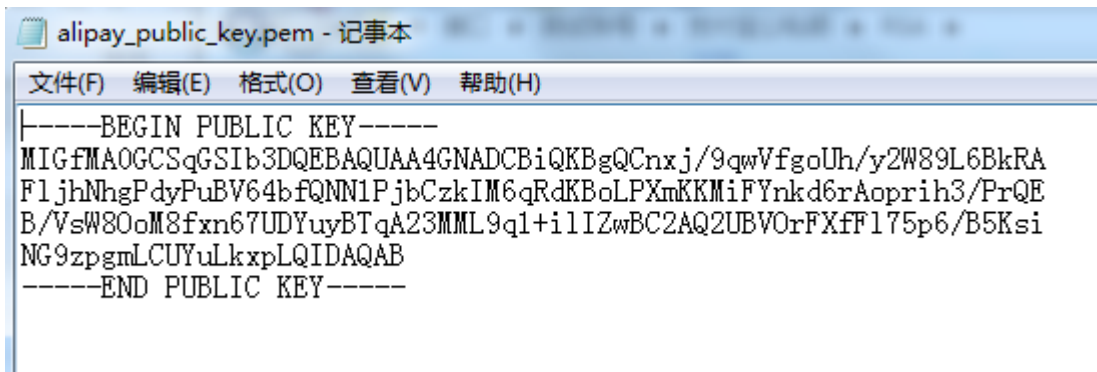 alipay_public_key.pem - 记事本
文件(F) 编辑(E) 格式(O) 查看(V) 帮助(H)
-----BEGIN PUBLIC KEY-----
MIGfMA0GCSqGSIb3DQEBAQUAA4GNADCBiQKBgQCnxj/9qwVfgoUh/y2W89L6BkRA
FljhNhgPdyPuBV64bfQNN1PjbCzkIM6qRdKBoLPXmKKMiFYnkd6rAoprih3/PrQE
B/VsW8OoM8fxn67UDYuyBTqA23MML9q1+ilIZwBC2AQ2UBVOrFXfFl75p6/B5Ksi
NG9zpgmLCUYuLkxpLQIDAQAB
-----END PUBLIC KEY-----